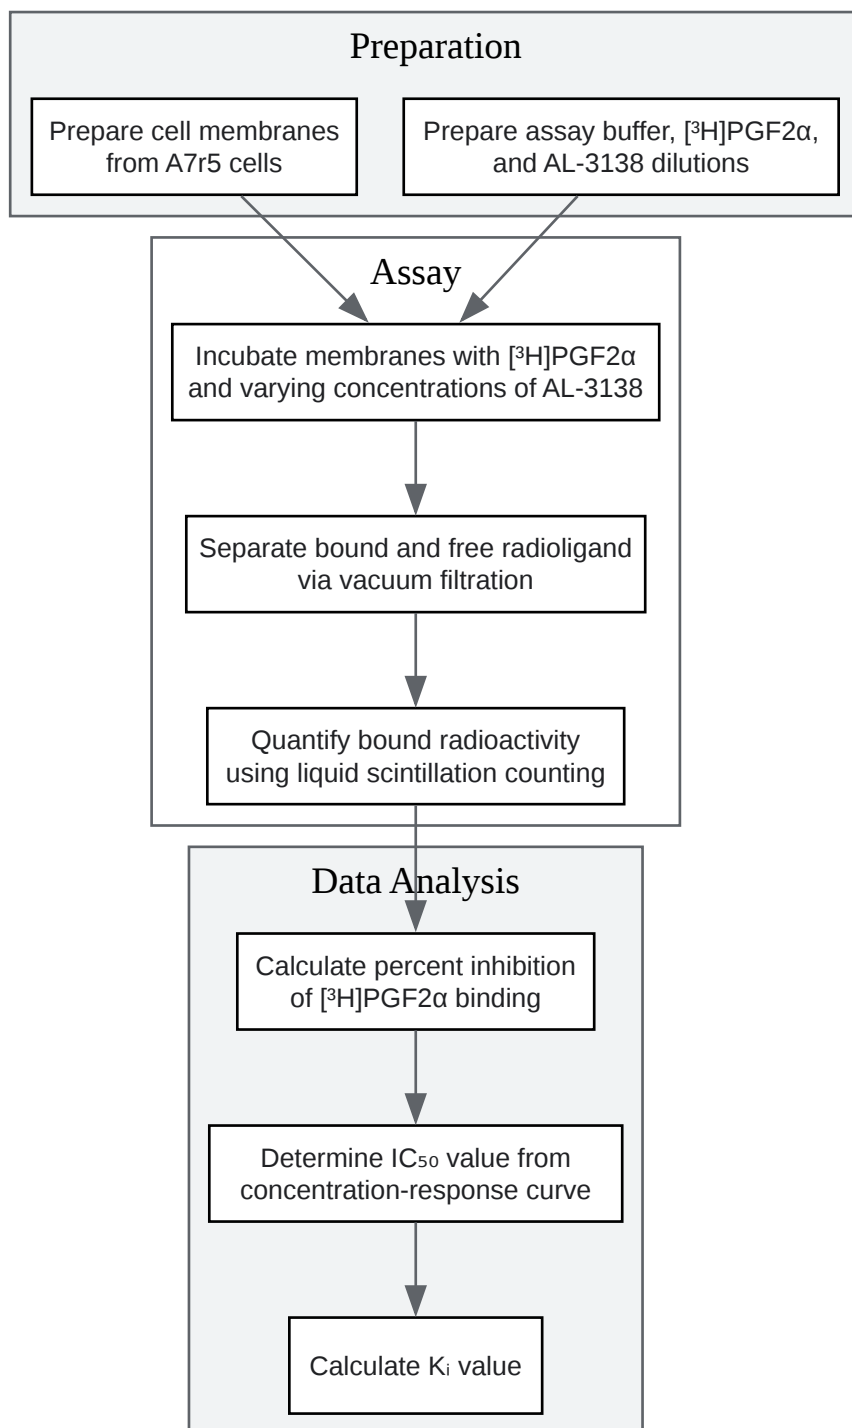 Preparation
Prepare cell membranes
from A7r5 cells
Prepare assay buffer, [³H]PGF2α,
and AL-3138 dilutions
Assay
Incubate membranes with [³H]PGF2α
and varying concentrations of AL-3138
Separate bound and free radioligand
via vacuum filtration
Quantify bound radioactivity
using liquid scintillation counting
Data Analysis
Calculate percent inhibition
of [³H]PGF2α binding
Determine IC₅₀ value from
concentration-response curve
Calculate Kᵢ value